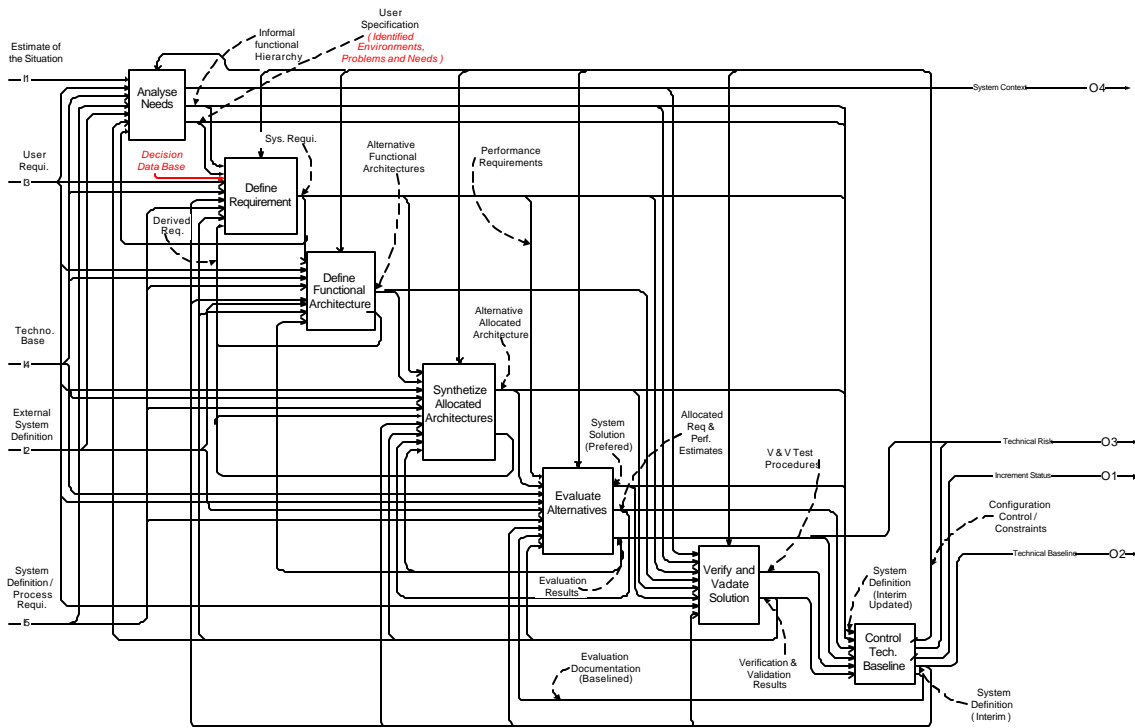 Estimate of
the Situation
I1
Informal
functional
Hierarchy
User
Specification
( Identified
Environments,
Problems and Needs )
Analyse
Needs
System Context
O4
User
Requi.
I3
Decision
Data Base
Sys. Requi.
Alternative
Functional
Architectures
Performance
Requirements
Define
Requirement
Derived
Req.
Define
Functional
Architecture
Techno.
Base
I4
Alternative
Allocated
Architecture
Synthetize
Allocated
Architectures
External
System
Definition
I2
System
Solution
(Prefered)
Allocated
Req &
Perf.
Estimates
V & V Test
Procedures
Technical Risk
O3
Increment Status
O1
Evaluate
Alternatives
Configuration
Control /
Constraints
Technical Baseline
O2
System
Definition /
Process
Requi.
I5
Evaluation
Results
Verify and
Vadate
Solution
System
Definition
(Interim
Updated)
Control
Tech.
Baseline
Evaluation
Documentation
(Baselined)
Verification &
Validation
Results
System
Definition
( Interim )